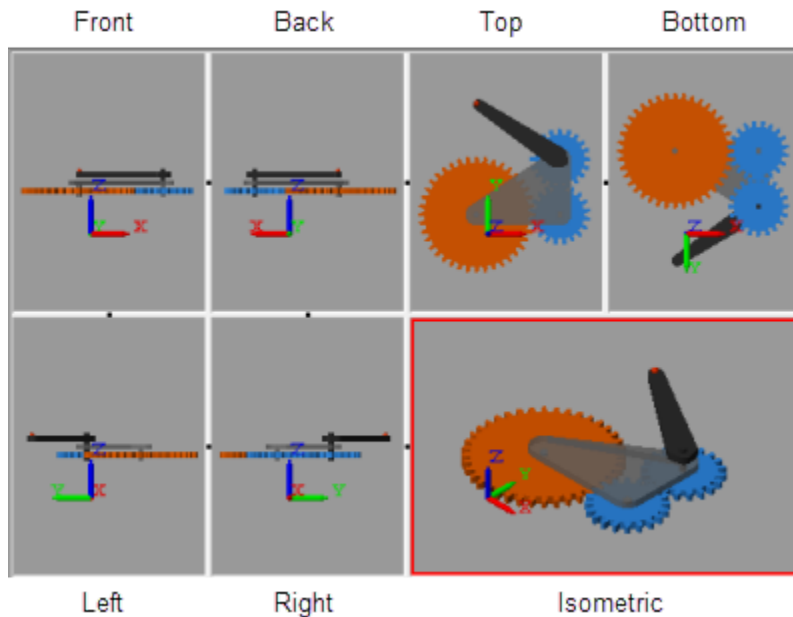 Front Back Top Bottom
Z Z
Y X X Y
Y
Z X
Z X
Y
Z Z
Z
Y
Y X X Y
X
Left Right Isometric